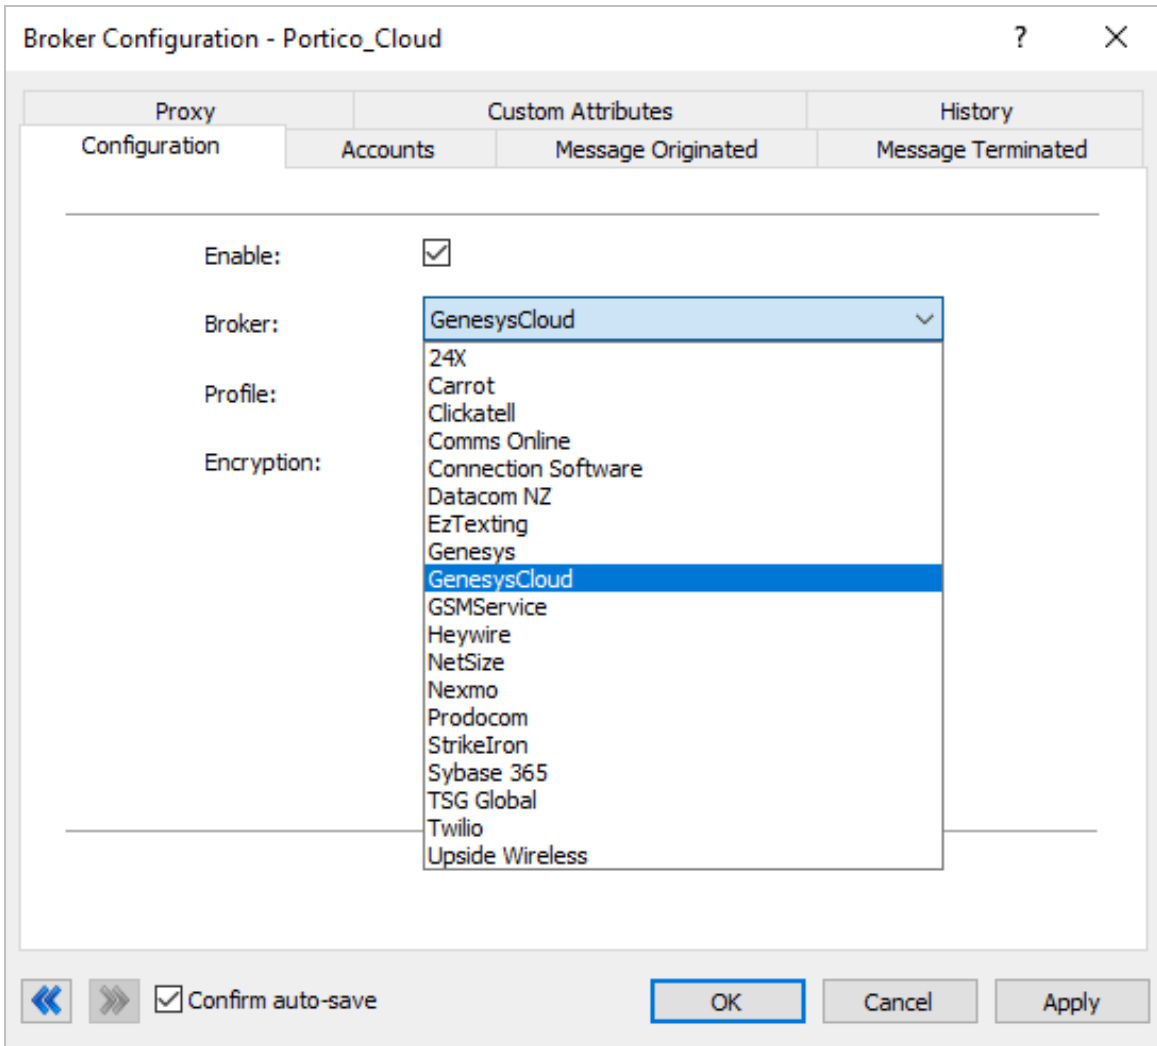 Broker Configuration - Portico_Cloud ?
Proxy Custom Attributes History
Configuration Accounts Message Originated Message Terminated
Enable:
Broker: GenesysCloud
24X
Carrot
Profile:
Clickatell
Comms Online
Encryption:
Connection Software
Datacom NZ
EzTexting
Genesys
GenesysCloud
GSMService
Heywire
NetSize
Nexmo
Prodocom
StrikeIron
Sybase 365
TSG Global
Twilio
Upside Wireless
Confirm auto-save OK Cancel Apply